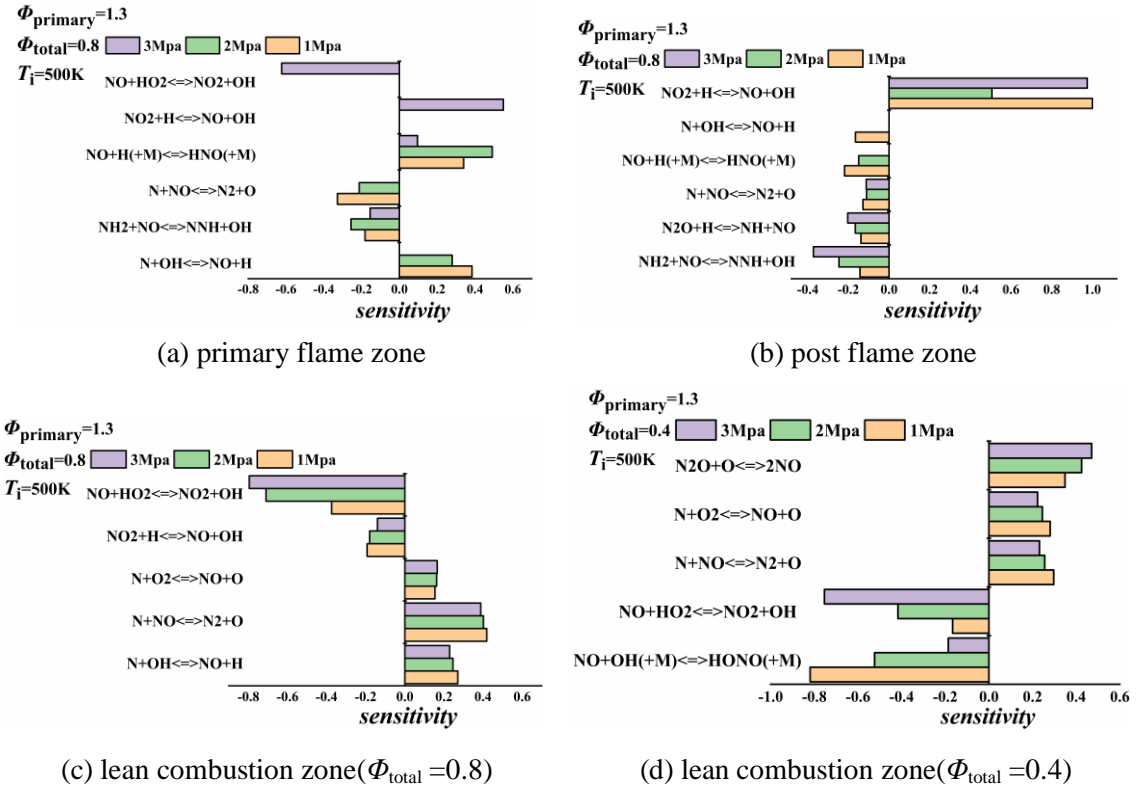 Φprimary=1.3
Φtotal=0.8 3Mpa 2Mpa 1Mpa
Ti=500K
NO+HO2<=>NO2+OH
NO2+H<=>NO+OH
NO+H(+M)<=>HNO(+M)
N+NO<=>N2+O
NH2+NO<=>NNH+OH
N+OH<=>NO+H
-0.8 -0.6 -0.4 -0.2 0.0 0.2 0.4 0.6
sensitivity
(a) primary flame zone
Φprimary=1.3
Φtotal=0.8 3Mpa 2Mpa 1Mpa
Ti=500K
NO2+H<=>NO+OH
N+OH<=>NO+H
NO+H(+M)<=>HNO(+M)
N+NO<=>N2+O
N2O+H<=>NH+NO
NH2+NO<=>NNH+OH
-0.4 -0.2 0.0 0.2 0.4 0.6 0.8 1.0
sensitivity
(b) post flame zone
Φprimary=1.3
Φtotal=0.8 3Mpa 2Mpa 1Mpa
Ti=500K
NO+HO2<=>NO2+OH
NO2+H<=>NO+OH
N+O2<=>NO+O
N+NO<=>N2+O
N+OH<=>NO+H
-0.8 -0.6 -0.4 -0.2 0.0 0.2 0.4 0.6
sensitivity
(c) lean combustion zone(Φtotal =0.8)
Φprimary=1.3
Φtotal=0.4 3Mpa 2Mpa 1Mpa
Ti=500K
N2O+O<=>2NO
N+O2<=>NO+O
N+NO<=>N2+O
NO+HO2<=>NO2+OH
NO+OH(+M)<=>HONO(+M)
-1.0 -0.8 -0.6 -0.4 -0.2 0.0 0.2 0.4 0.6
sensitivity
(d) lean combustion zone(Φtotal =0.4)